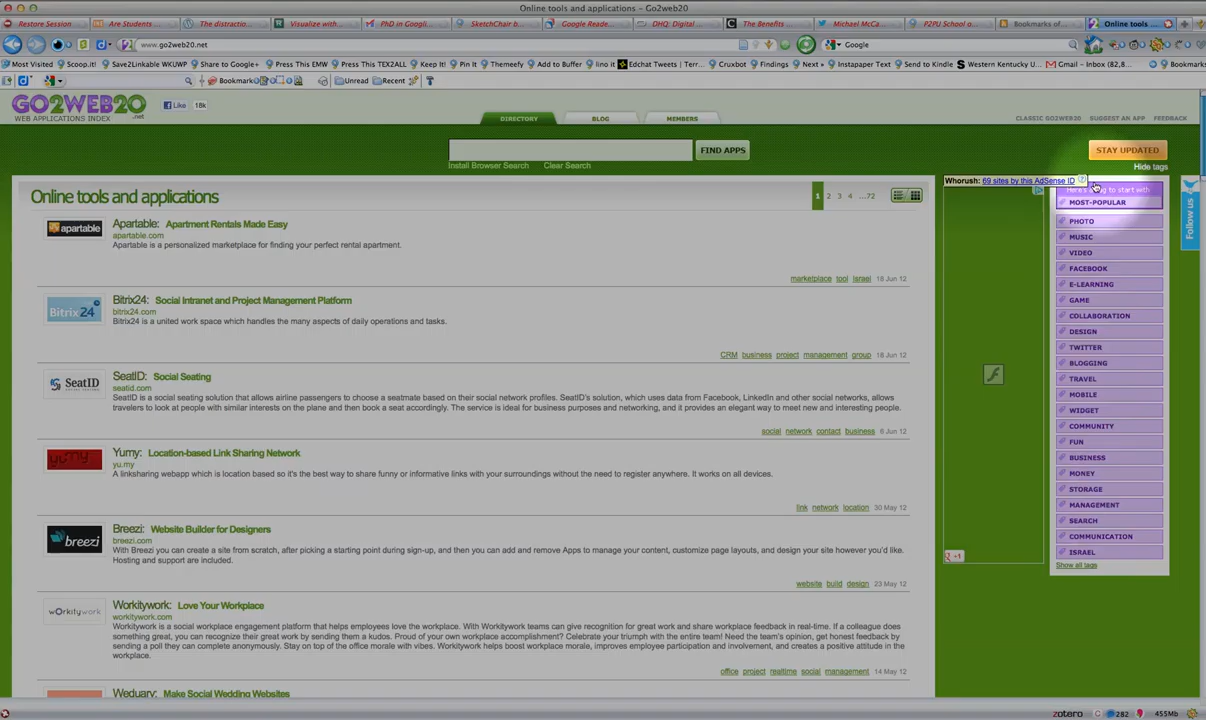 Online tools and applications - Go2web20
Restore Session
Are Students ...
The distractio...
Visualize with...
PhD in Googli...
SketchChair b...
Google Reade...
DHQ: Digital ...
The Benefits ...
Michael McCa...
P2PU School o...
Bookmarks of...
Online tools ...
www.go2web20.net
Google
Most Visited
Scoop.it!
Save2Linkable WKUWP
Share to Google+
Press This EMW
Press This TEX2ALL
Keep It!
Pin It
Themeefy
Add to Buffer
lino it
Edchat Tweets | Terr...
Cruxbot
Findings
Next »
Instapaper Text
Send to Kindle
Western Kentucky U...
Gmail - Inbox (82,8...
Bookmarks
Bookmark
Unread
Recent
GO2WEB20
.net
WEB APPLICATIONS INDEX
Like 18k
DIRECTORY
BLOG
MEMBERS
CLASSIC GO2WEB20
SUGGEST AN APP
FEEDBACK
FIND APPS
Install Browser Search
Clear Search
STAY UPDATED
Hide tags
Online tools and applications
1 2 3 4 ...72
Apartable: Apartment Rentals Made Easy
apartable.com
Apartable is a personalized marketplace for finding your perfect rental apartment.
apartable
marketplace tool israel 18 Jun 12
Bitrix24: Social Intranet and Project Management Platform
bitrix24.com
Bitrix24 is a united work space which handles the many aspects of daily operations and tasks.
Bitrix24
CRM business project management group 18 Jun 12
SeatID: Social Seating
seatid.com
SeatID is a social seating solution that allows airline passengers to choose a seatmate based on their social network profiles. SeatID's solution, which uses data from Facebook, LinkedIn and other social networks, allows
travelers to look at people with similar interests on the plane and then book a seat accordingly. The service is ideal for business purposes and networking, and it provides an elegant way to meet new and interesting people.
SeatID
social network contact business 6 Jun 12
Yumy: Location-based Link Sharing Network
yu.my
A linksharing webapp which is location based so it's the best way to share funny or informative links with your surroundings without the need to register anywhere. It works on all devices.
yumy
link network location 30 May 12
Breezi: Website Builder for Designers
breezi.com
With Breezi you can create a site from scratch, after picking a starting point during sign-up, and then you can add and remove Apps to manage your content, customize page layouts, and design your site however you'd like.
Hosting and support are included.
breezi
website build design 23 May 12
Workitywork: Love Your Workplace
workitywork.com
Workitywork is a social workplace engagement platform that helps employees love the workplace. With Workitywork teams can give recognition for great work and share workplace feedback in real-time. If a colleague does
something great, you can recognize their great work by sending them a kudos. Proud of your own workplace accomplishment? Celebrate your triumph with the entire team! Need the team's opinion, get honest feedback by
sending a poll they can complete anonymously. Stay on top of the office morale with vibes. Workitywork helps boost workplace morale, improves employee participation and involvement, and creates a positive attitude in the
workplace.
wOrkitywork
office project realtime social management 14 May 12
Weduary: Make Social Wedding Websites
Whorush: 69 sites by this AdSense ID
+1
Here's a tag to start with
MOST-POPULAR
PHOTO
MUSIC
VIDEO
FACEBOOK
E-LEARNING
GAME
COLLABORATION
DESIGN
TWITTER
BLOGGING
TRAVEL
MOBILE
WIDGET
COMMUNITY
FUN
BUSINESS
MONEY
STORAGE
MANAGEMENT
SEARCH
COMMUNICATION
ISRAEL
Show all tags
Follow us
zotero
282
455Mb